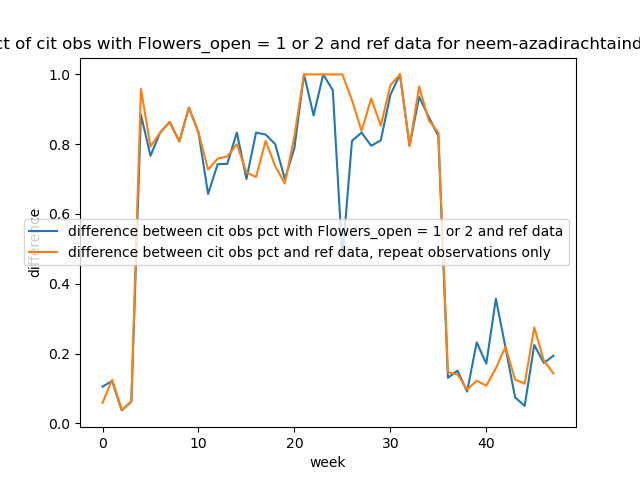 ct of cit obs with Flowers_open = 1 or 2 and ref data for neem-azadirachtaind
1.0
0.8
0.6
0.4
0.2
0.0
difference
difference between cit obs pct with Flowers_open = 1 or 2 and ref data
difference between cit obs pct and ref data, repeat observations only
0 10 20 30 40
week